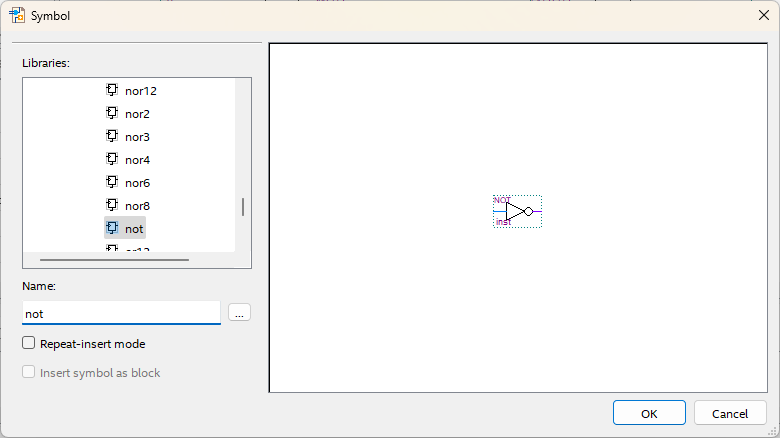 Symbol
Libraries:
nor12
nor2
nor3
nor4
nor6
nor8
not
Name:
not
...
Repeat-insert mode
Insert symbol as block
NOT
inst
OK
Cancel